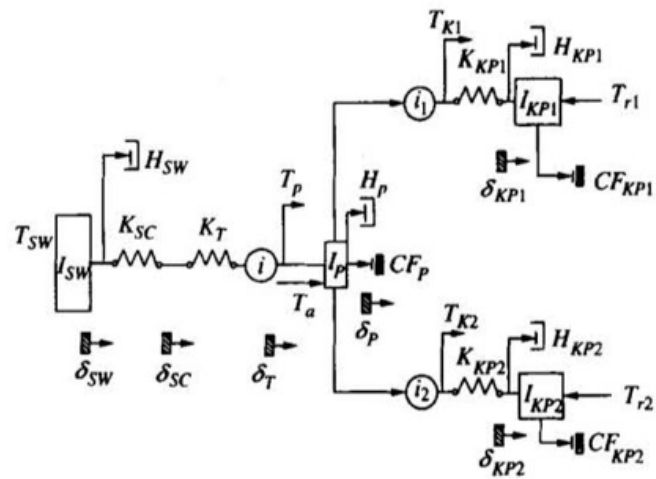 T_{K1}
K_{KP1}
H_{KP1}
i_1
I_{KP1}
T_{r1}
δ_{KP1}
CF_{KP1}
H_{SW}
T_p
H_p
T_{SW}
I_{SW}
K_{SC}
K_T
i
I_P
CF_P
T_a
δ_{SW}
δ_{SC}
δ_T
δ_P
T_{K2}
K_{KP2}
H_{KP2}
i_2
I_{KP2}
T_{r2}
δ_{KP2}
CF_{KP2}